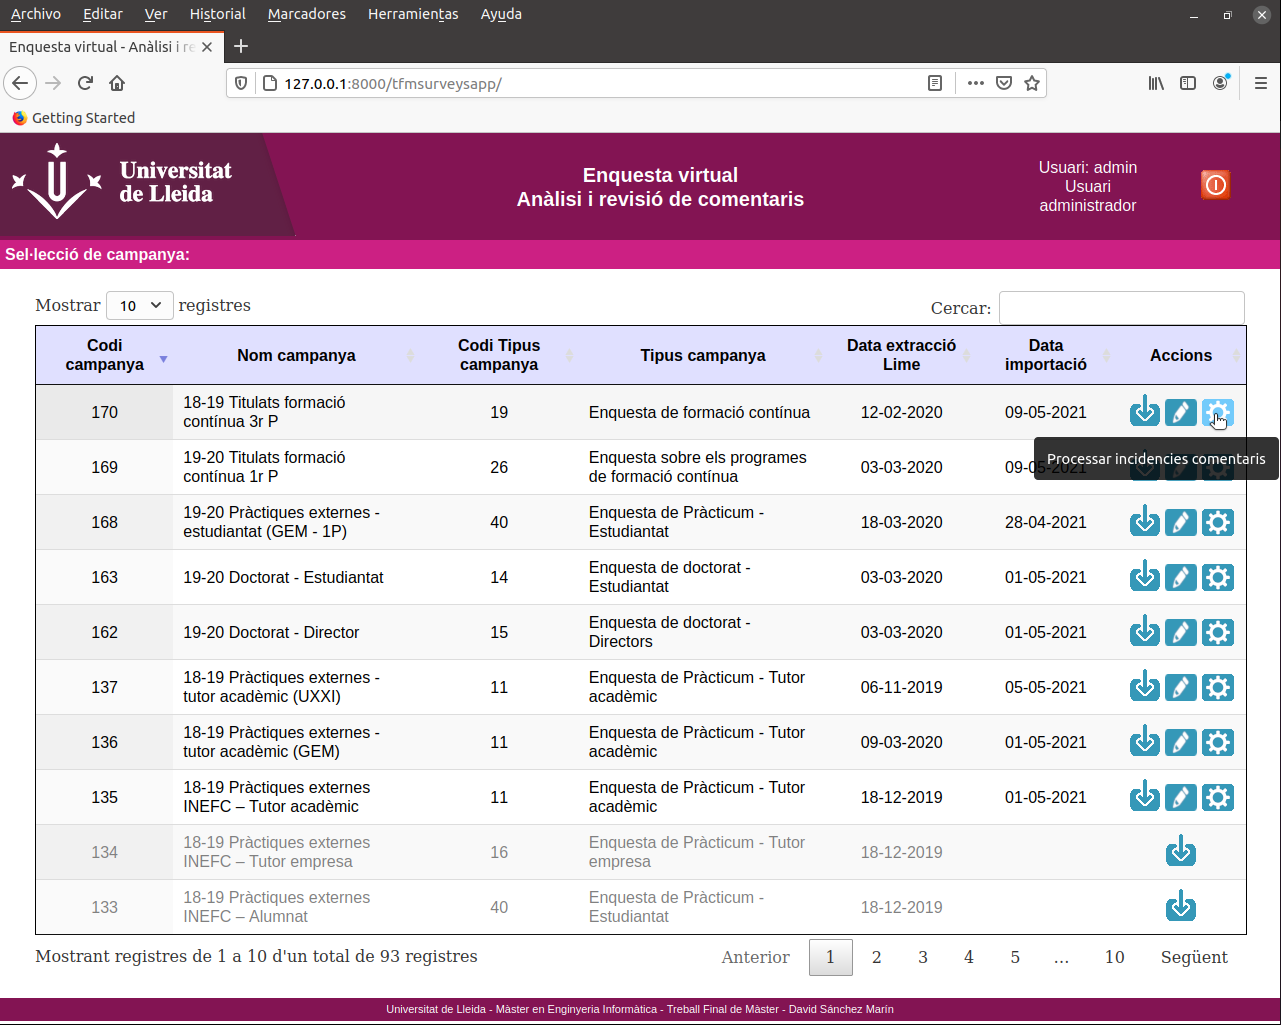 Archivo Editar Ver Historial Marcadores Herramientas Ayuda
Enquesta virtual - Anàlisi i re
127.0.0.1:8000/tfmsurveysapp/
Getting Started
Universitat
de Lleida
Enquesta virtual
Anàlisi i revisió de comentaris
Usuari: admin
Usuari
administrador
Sel·lecció de campanya:
Mostrar 10 registres
Cercar:
Codi campanya Nom campanya Codi Tipus campanya Tipus campanya Data extracció Lime Data importació Accions
170 18-19 Titulats formació contínua 3r P 19 Enquesta de formació contínua 12-02-2020 09-05-2021
Processar incidencies comentaris
169 19-20 Titulats formació contínua 1r P 26 Enquesta sobre els programes de formació contínua 03-03-2020
168 19-20 Pràctiques externes - estudiantat (GEM - 1P) 40 Enquesta de Pràcticum - Estudiantat 18-03-2020 28-04-2021
163 19-20 Doctorat - Estudiantat 14 Enquesta de doctorat - Estudiantat 03-03-2020 01-05-2021
162 19-20 Doctorat - Director 15 Enquesta de doctorat - Directors 03-03-2020 01-05-2021
137 18-19 Pràctiques externes - tutor acadèmic (UXXI) 11 Enquesta de Pràcticum - Tutor acadèmic 06-11-2019 05-05-2021
136 18-19 Pràctiques externes - tutor acadèmic (GEM) 11 Enquesta de Pràcticum - Tutor acadèmic 09-03-2020 01-05-2021
135 18-19 Pràctiques externes INEFC – Tutor acadèmic 11 Enquesta de Pràcticum - Tutor acadèmic 18-12-2019 01-05-2021
134 18-19 Pràctiques externes INEFC – Tutor empresa 16 Enquesta de Pràcticum - Tutor empresa 18-12-2019
133 18-19 Pràctiques externes INEFC – Alumnat 40 Enquesta de Pràcticum - Estudiantat 18-12-2019
Mostrant registres de 1 a 10 d'un total de 93 registres
Anterior 1 2 3 4 5 … 10 Següent
Universitat de Lleida - Màster en Enginyeria Informàtica - Treball Final de Màster - David Sánchez Marín